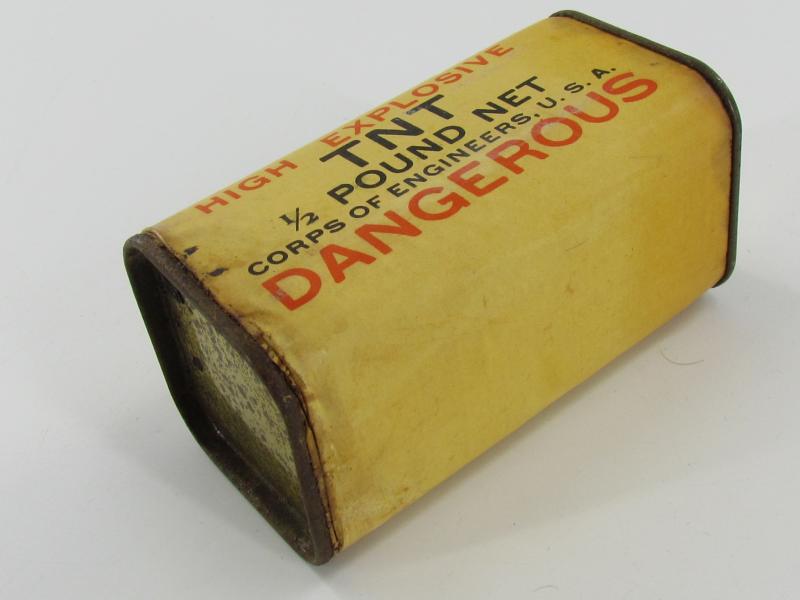 HIGH EXPLOSIVE
TNT
1/2 POUND NET
CORPS OF ENGINEERS, U. S. A.
DANGEROUS